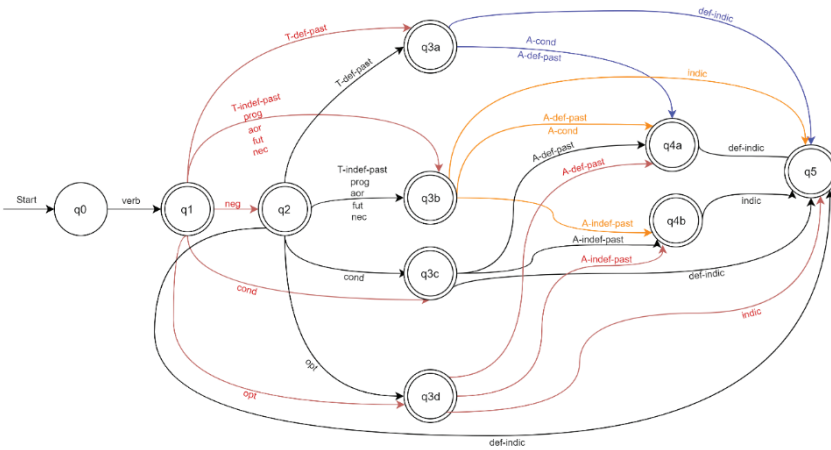 def-indic
T-def-past
q3a
A-cond
A-def-past
T-def-past
indic
T-indef-past
prog
aor
fut
nec
A-def-past
A-cond
q4a
def-indic
A-def-past
A-def-past
q5
T-indef-past
prog
aor
fut
nec
q3b
Start
q0
verb
q1
neg
q2
q4b
indic
A-indef-past
A-indef-past
A-indef-past
q3c
cond
cond
def-indic
indic
opt
opt
q3d
def-indic